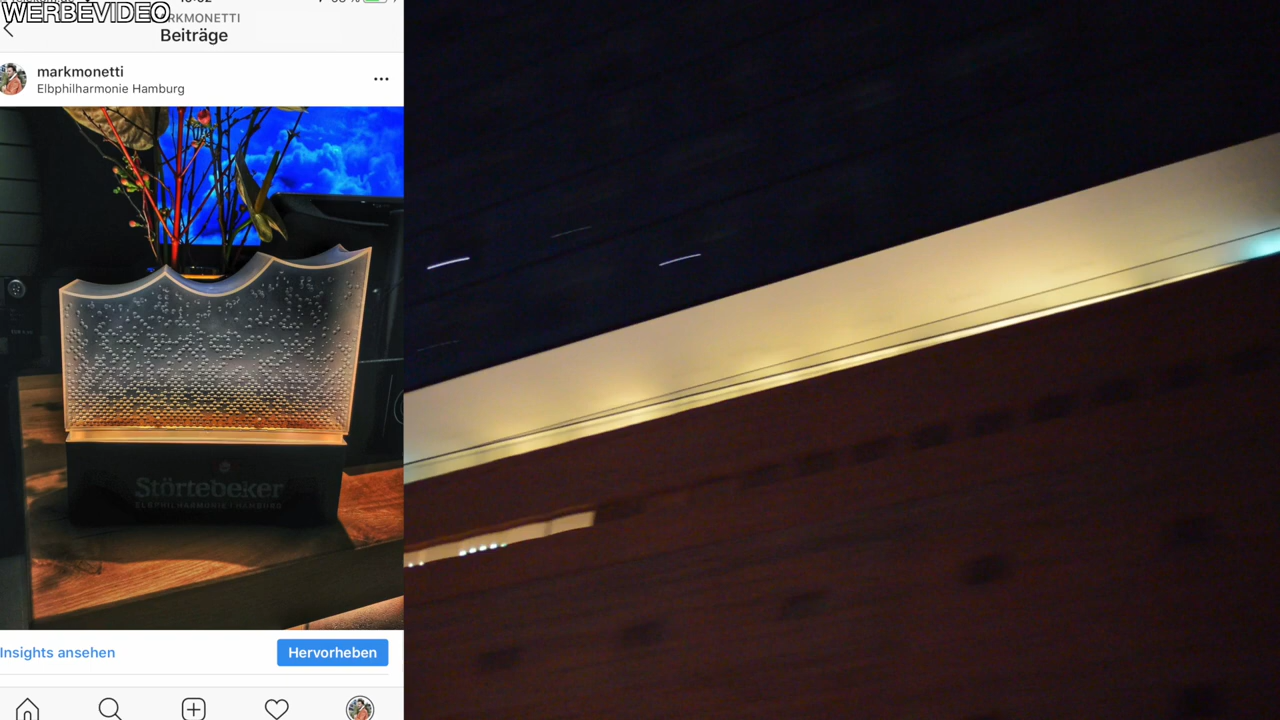 WERBEVIDEO
RKMONETTI
Beiträge
markmonetti
Elbphilharmonie Hamburg
Störtebeker
ELBPHILHARMONIE HAMBURG
Insights ansehen
Hervorheben